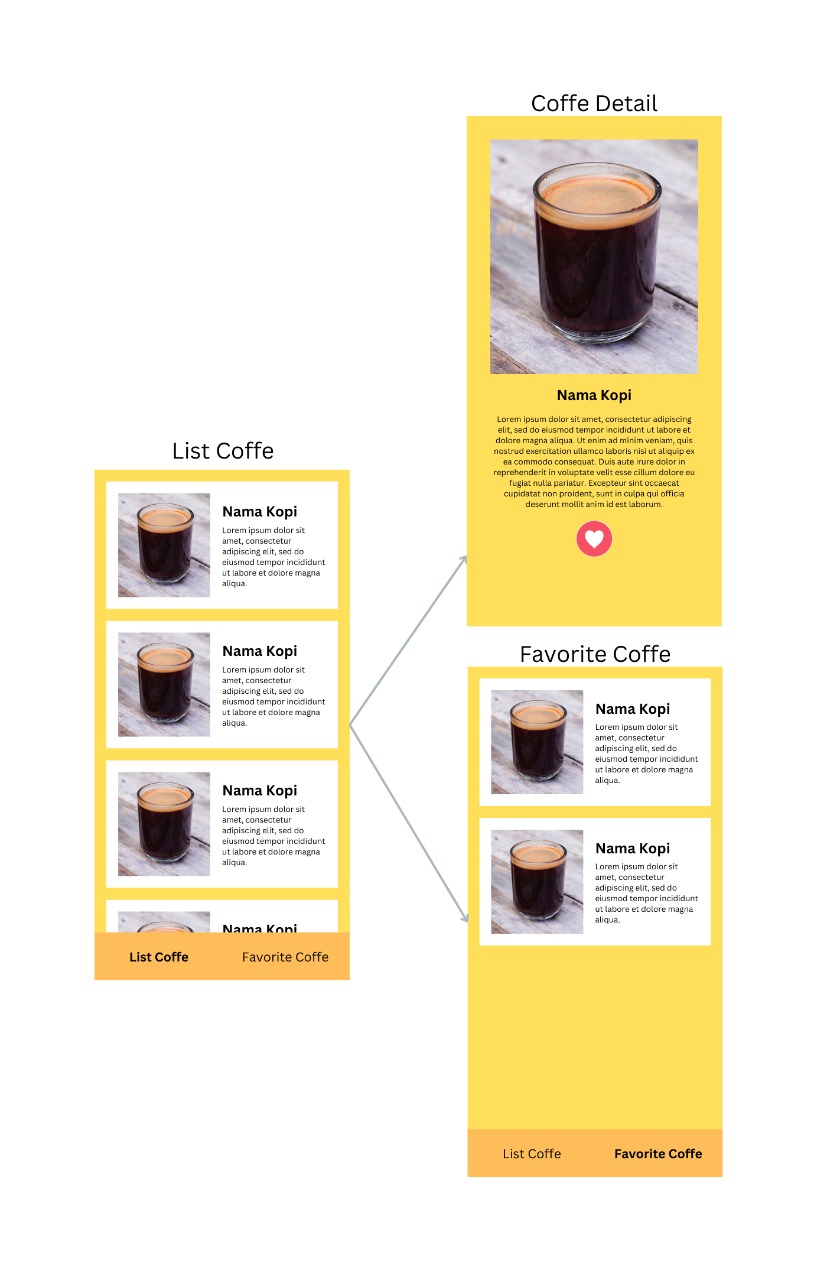 Coffe Detail
Nama Kopi
Lorem ipsum dolor sit amet, consectetur adipiscing
elit, sed do eiusmod tempor incididunt ut labore et
dolore magna aliqua. Ut enim ad minim veniam, quis
nostrud exercitation ullamco laboris nisi ut aliquip ex
ea commodo consequat. Duis aute irure dolor in
reprehenderit in voluptate velit esse cillum dolore eu
fugiat nulla pariatur. Excepteur sint occaecat
cupidatat non proident, sunt in culpa qui officia
deserunt mollit anim id est laborum.
List Coffe
Nama Kopi
Lorem ipsum dolor sit
amet, consectetur
adipiscing elit, sed do
eiusmod tempor incididunt
ut labore et dolore magna
aliqua.
Nama Kopi
Lorem ipsum dolor sit
amet, consectetur
adipiscing elit, sed do
eiusmod tempor incididunt
ut labore et dolore magna
aliqua.
Nama Kopi
Lorem ipsum dolor sit
amet, consectetur
adipiscing elit, sed do
eiusmod tempor incididunt
ut labore et dolore magna
aliqua.
Nama Kopi
List Coffe
Favorite Coffe
Favorite Coffe
Nama Kopi
Lorem ipsum dolor sit
amet, consectetur
adipiscing elit, sed do
eiusmod tempor incididunt
ut labore et dolore magna
aliqua.
Nama Kopi
Lorem ipsum dolor sit
amet, consectetur
adipiscing elit, sed do
eiusmod tempor incididunt
ut labore et dolore magna
aliqua.
List Coffe
Favorite Coffe